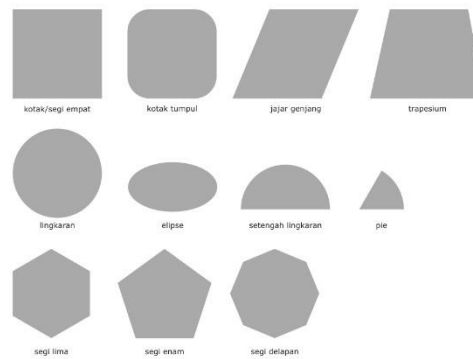 kotak/segi empat
kotak tumpul
jajar genjang
trapesium
lingkaran
elipse
setengah lingkaran
pie
segi lima
segi enam
segi delapan